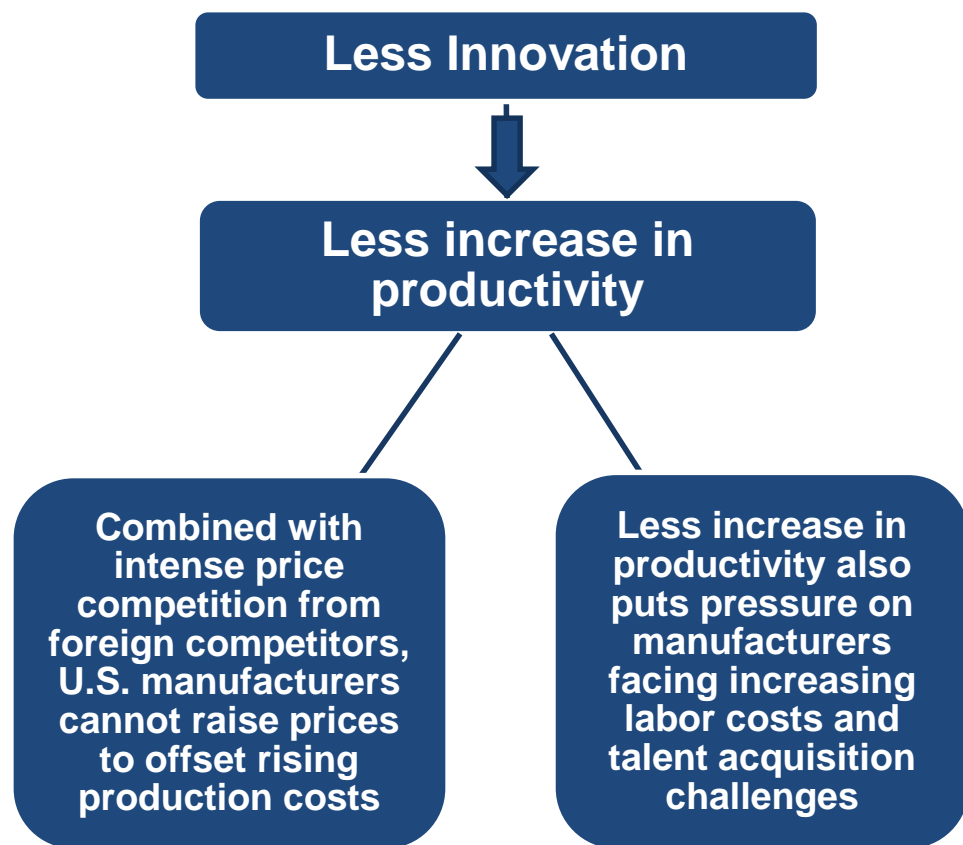 Less Innovation
Less increase in
productivity
Combined with
intense price
competition from
foreign competitors,
U.S. manufacturers
cannot raise prices
to offset rising
production costs
Less increase in
productivity also
puts pressure on
manufacturers
facing increasing
labor costs and
talent acquisition
challenges